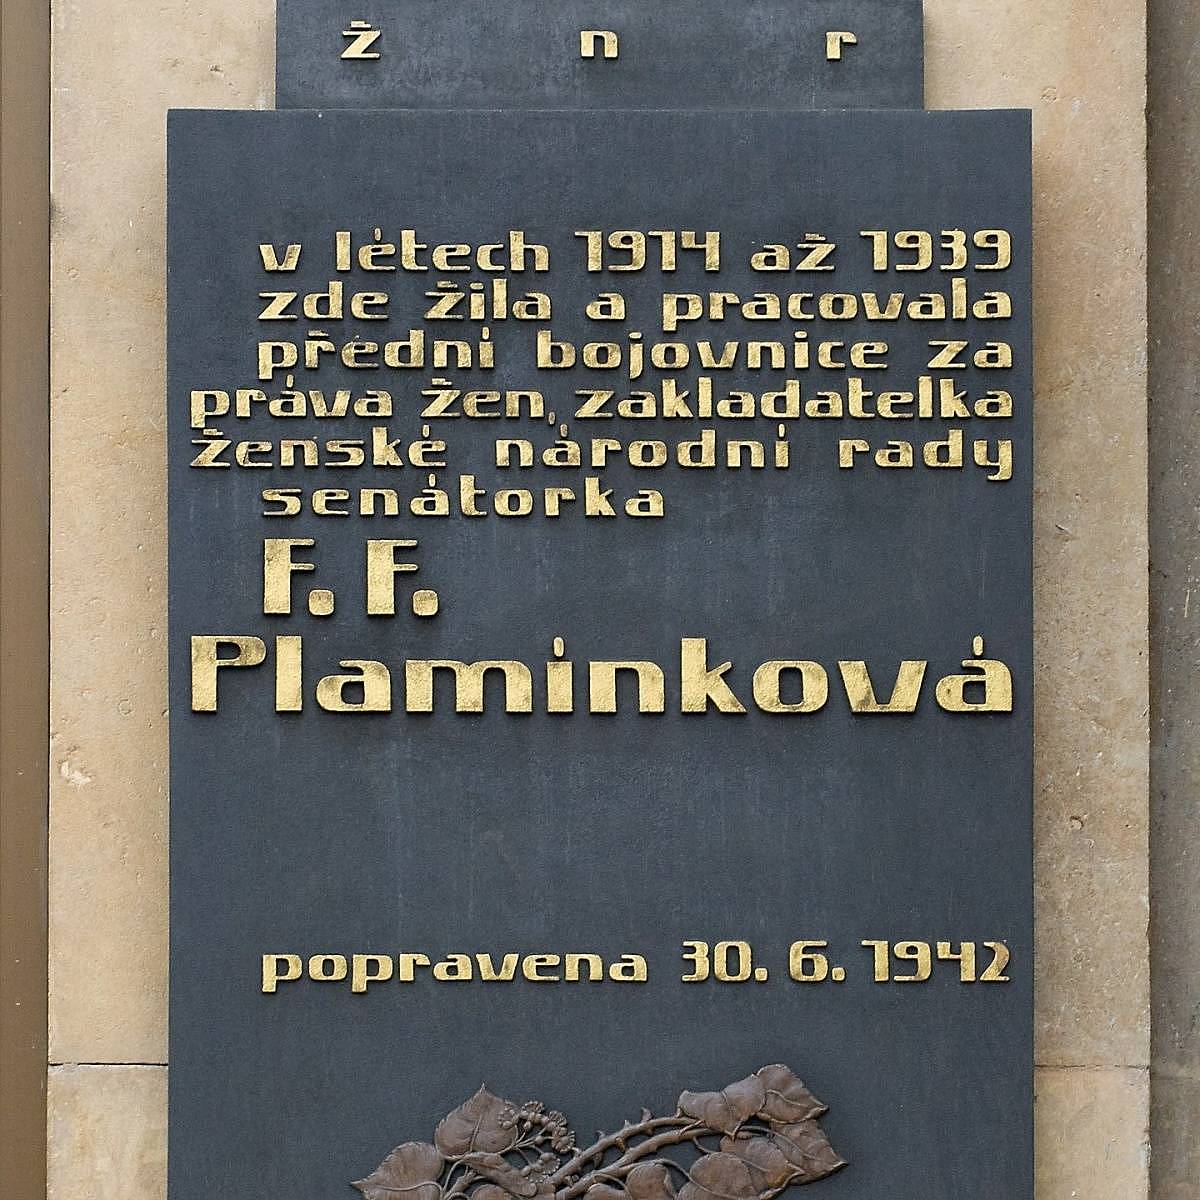 ž n r
v létech 1914 až 1939
zde žila a pracovala
přední bojovnice za
práva žen, zakladatelka
ženské národní rady
senátorka
F. F.
Plamínková
popravena 30. 6. 1942